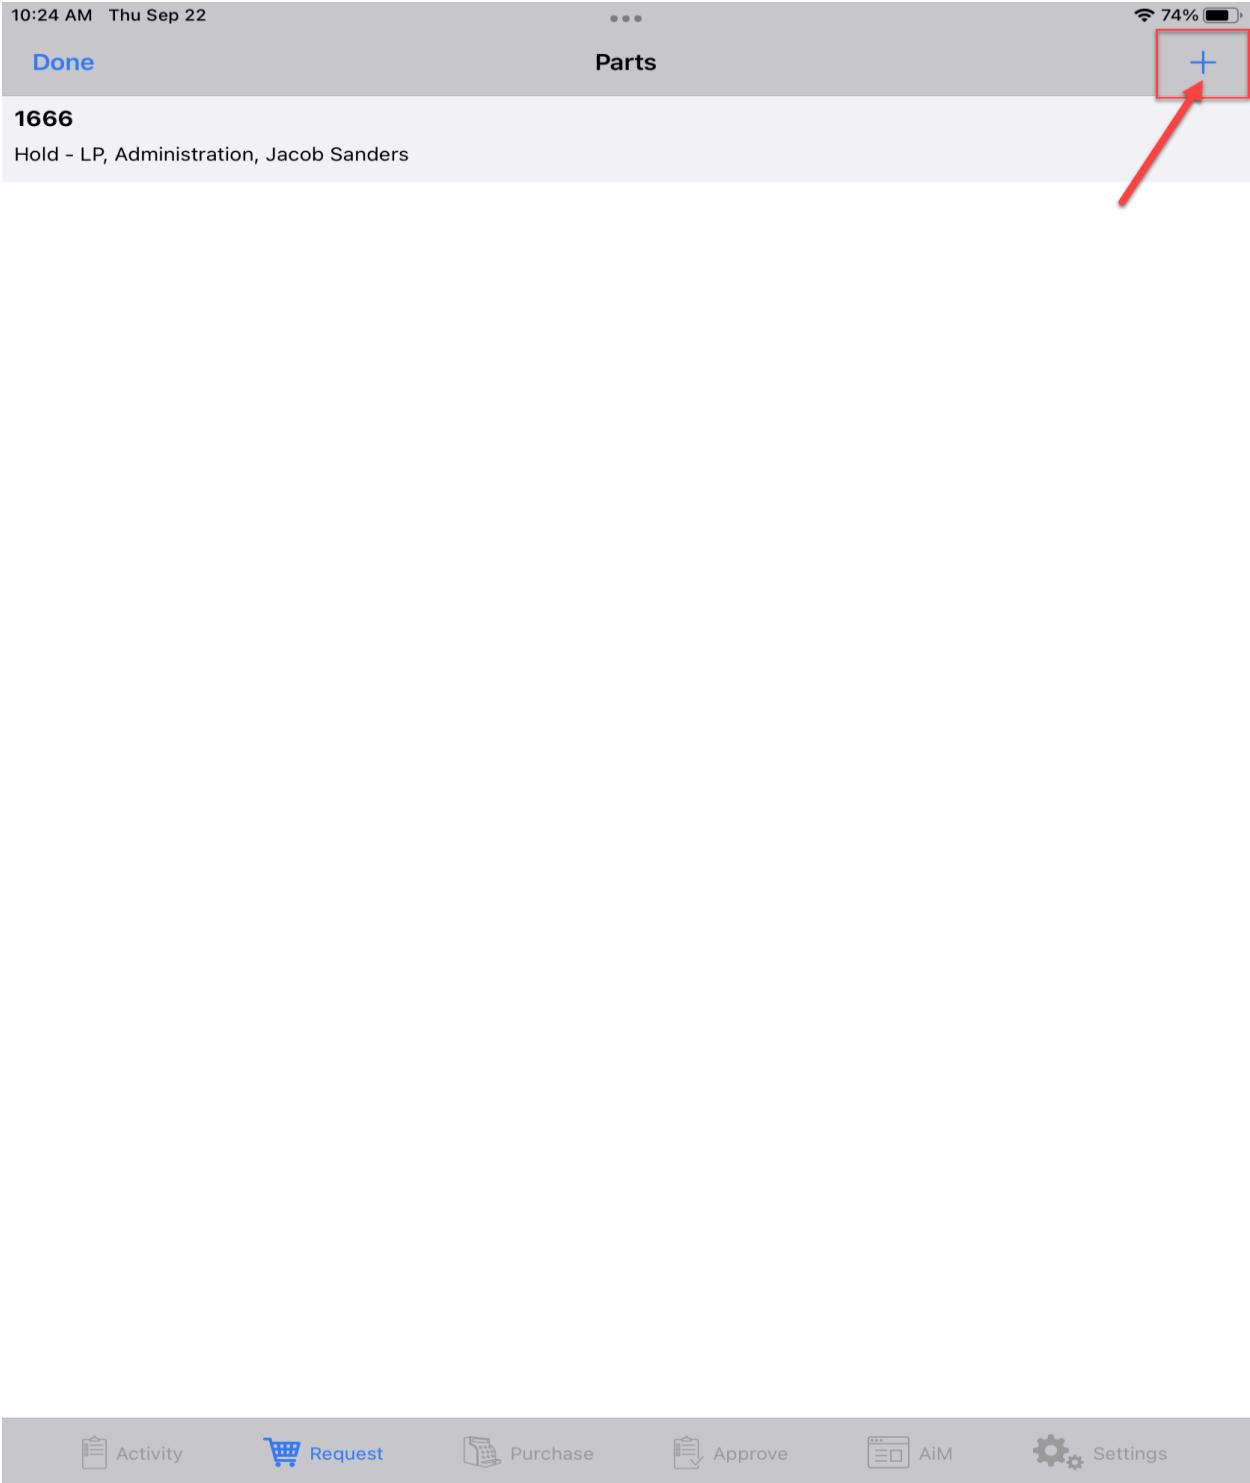 10:24 AM Thu Sep 22 74%
Done Parts
1666
Hold - LP, Administration, Jacob Sanders
Activity Request Purchase Approve AiM Settings